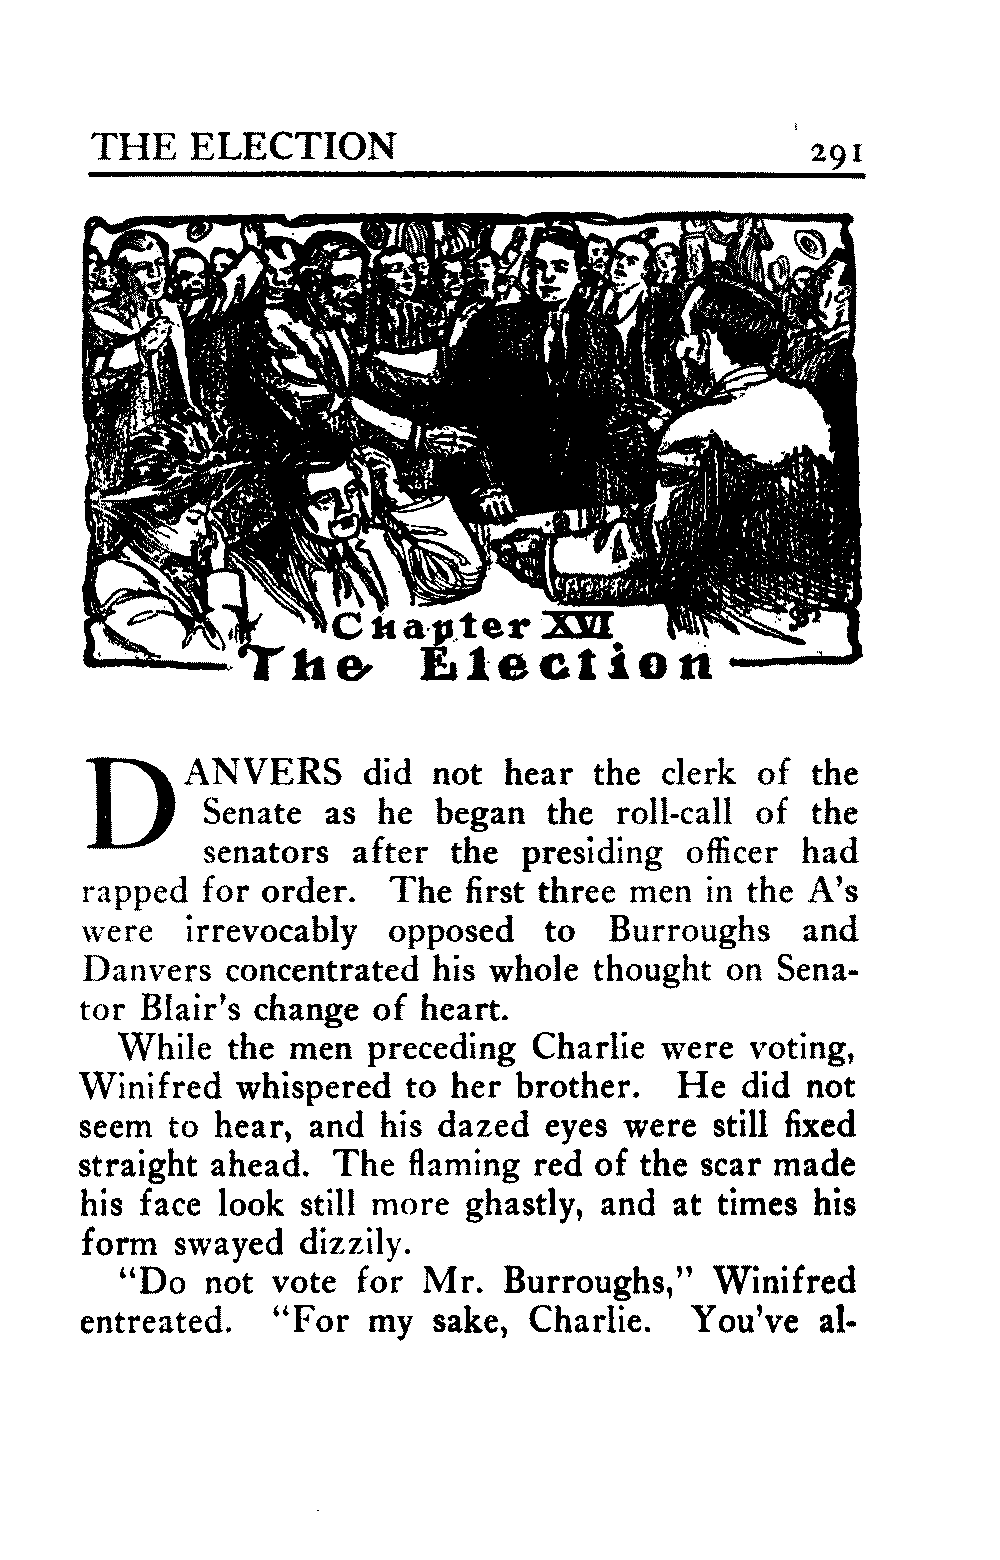 THE ELECTION 291
Chapter XVI
The Election
DANVERS did not hear the clerk of the
Senate as he began the roll-call of the
senators after the presiding officer had
rapped for order. The first three men in the A's
were irrevocably opposed to Burroughs and
Danvers concentrated his whole thought on Sena-
tor Blair's change of heart.
While the men preceding Charlie were voting,
Winifred whispered to her brother. He did not
seem to hear, and his dazed eyes were still fixed
straight ahead. The flaming red of the scar made
his face look still more ghastly, and at times his
form swayed dizzily.
"Do not vote for Mr. Burroughs," Winifred
entreated. "For my sake, Charlie. You've al-